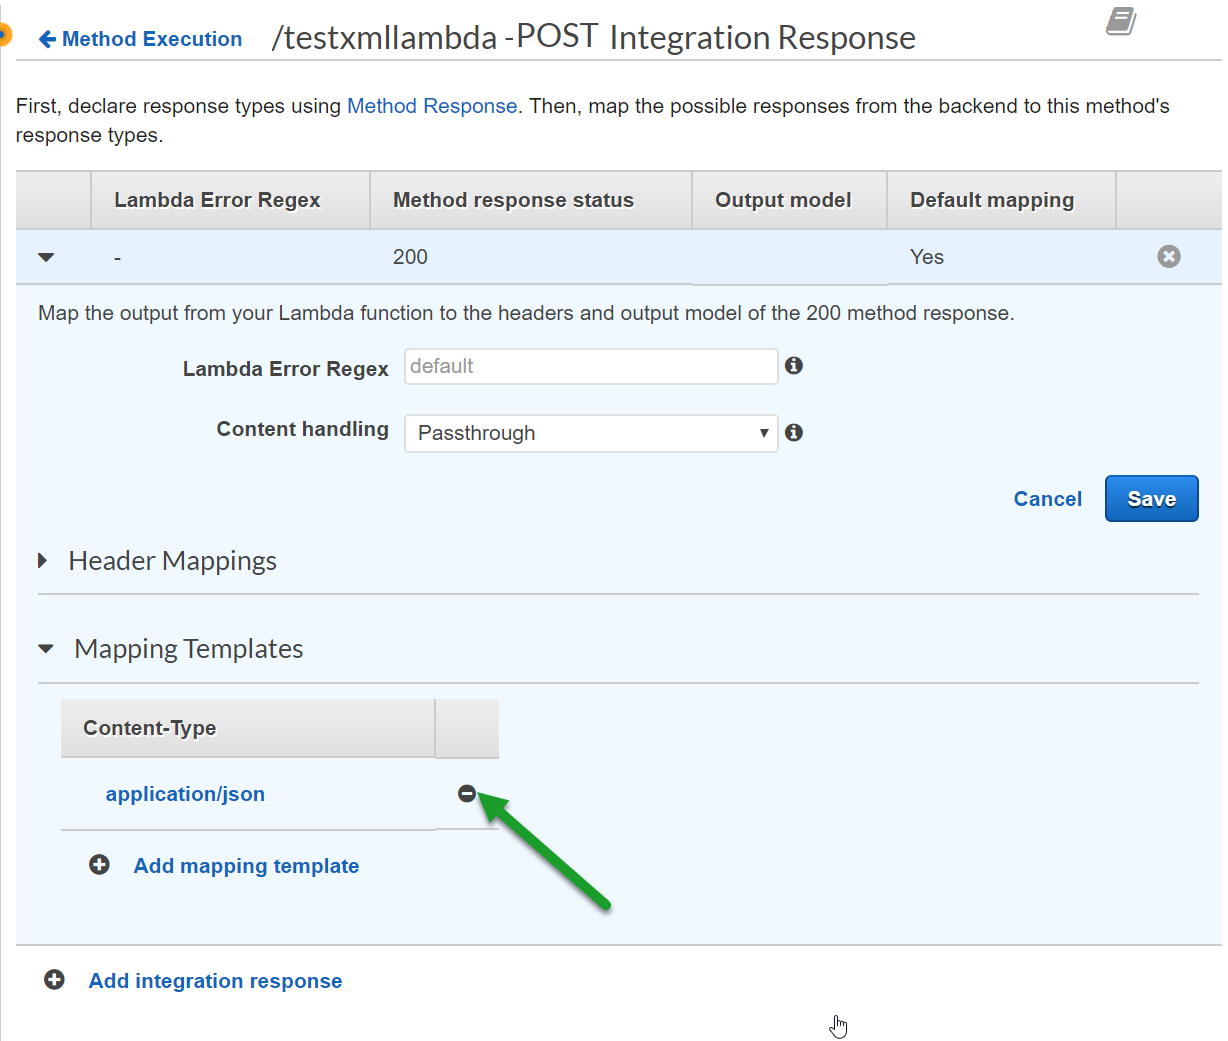 Method Execution /testxmllambda -POST Integration Response
First, declare response types using Method Response. Then, map the possible responses from the backend to this method's
response types.
Lambda Error Regex Method response status Output model Default mapping
- 200 Yes
Map the output from your Lambda function to the headers and output model of the 200 method response.
Lambda Error Regex default
Content handling Passthrough
Cancel Save
Header Mappings
Mapping Templates
Content-Type
application/json
Add mapping template
Add integration response